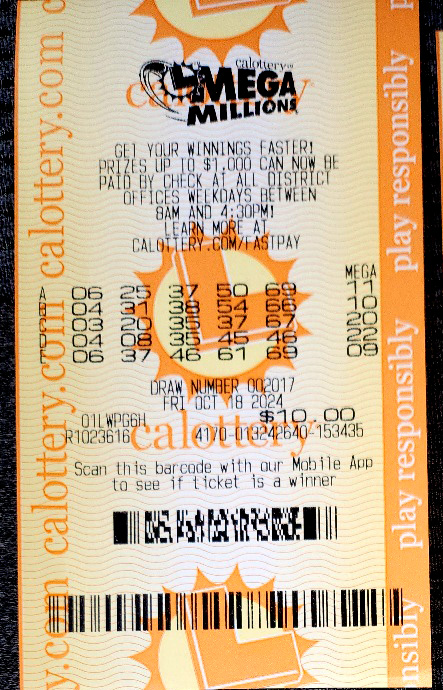 calottery
MEGA
MILLIONS
GET YOUR WINNINGS FASTER!
PRIZES UP TO $1,000 CAN NOW BE
PAID BY CHECK AT ALL DISTRICT
OFFICES WEEKDAYS BETWEEN
8AM AND 4:30PM!
LEARN MORE AT
CALOTTERY.COM/FASTPAY
MEGA
A 06 25 37 50 69 11
B 04 31 38 54 66 10
C 03 20 35 37 67 20
D 04 08 35 45 46 22
E 06 37 46 61 69 09
DRAW NUMBER 002017
FRI OCT 18 2024
01LWPG6H $10.00
R1023616 4170-013242640-153435
calottery
Scan this barcode with our Mobile App
to see if ticket is a winner
calottery.com calottery.com
play responsibly play responsibly